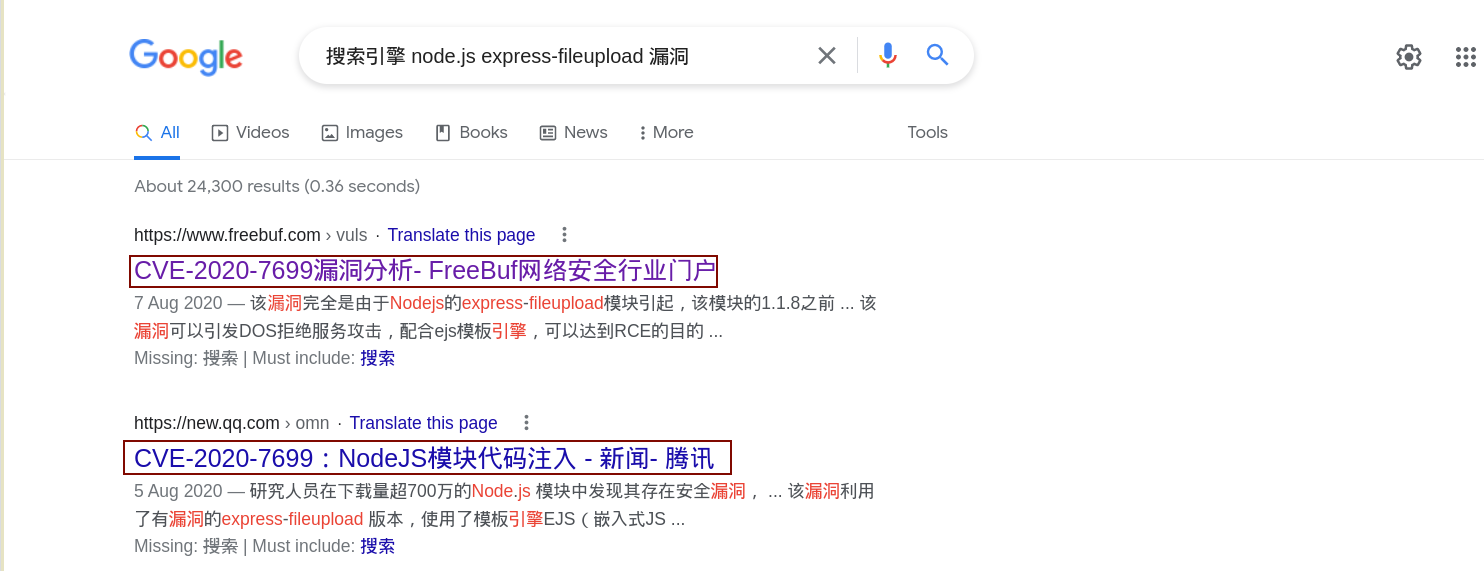 Google
搜索引擎 node.js express-fileupload 漏洞
All Videos Images Books News More Tools
About 24,300 results (0.36 seconds)
https://www.freebuf.com › vuls · Translate this page
CVE-2020-7699漏洞分析- FreeBuf网络安全行业门户
7 Aug 2020 — 该漏洞完全是由于Nodejs的express-fileupload模块引起，该模块的1.1.8之前 ... 该
漏洞可以引发DOS拒绝服务攻击，配合ejs模板引擎，可以达到RCE的目的 ...
Missing: 搜索 | Must include: 搜索
https://new.qq.com › omn · Translate this page
CVE-2020-7699：NodeJS模块代码注入 - 新闻- 腾讯
5 Aug 2020 — 研究人员在下载量超700万的Node.js 模块中发现其存在安全漏洞， ... 该漏洞利用
了有漏洞的express-fileupload 版本，使用了模板引擎EJS（嵌入式JS ...
Missing: 搜索 | Must include: 搜索